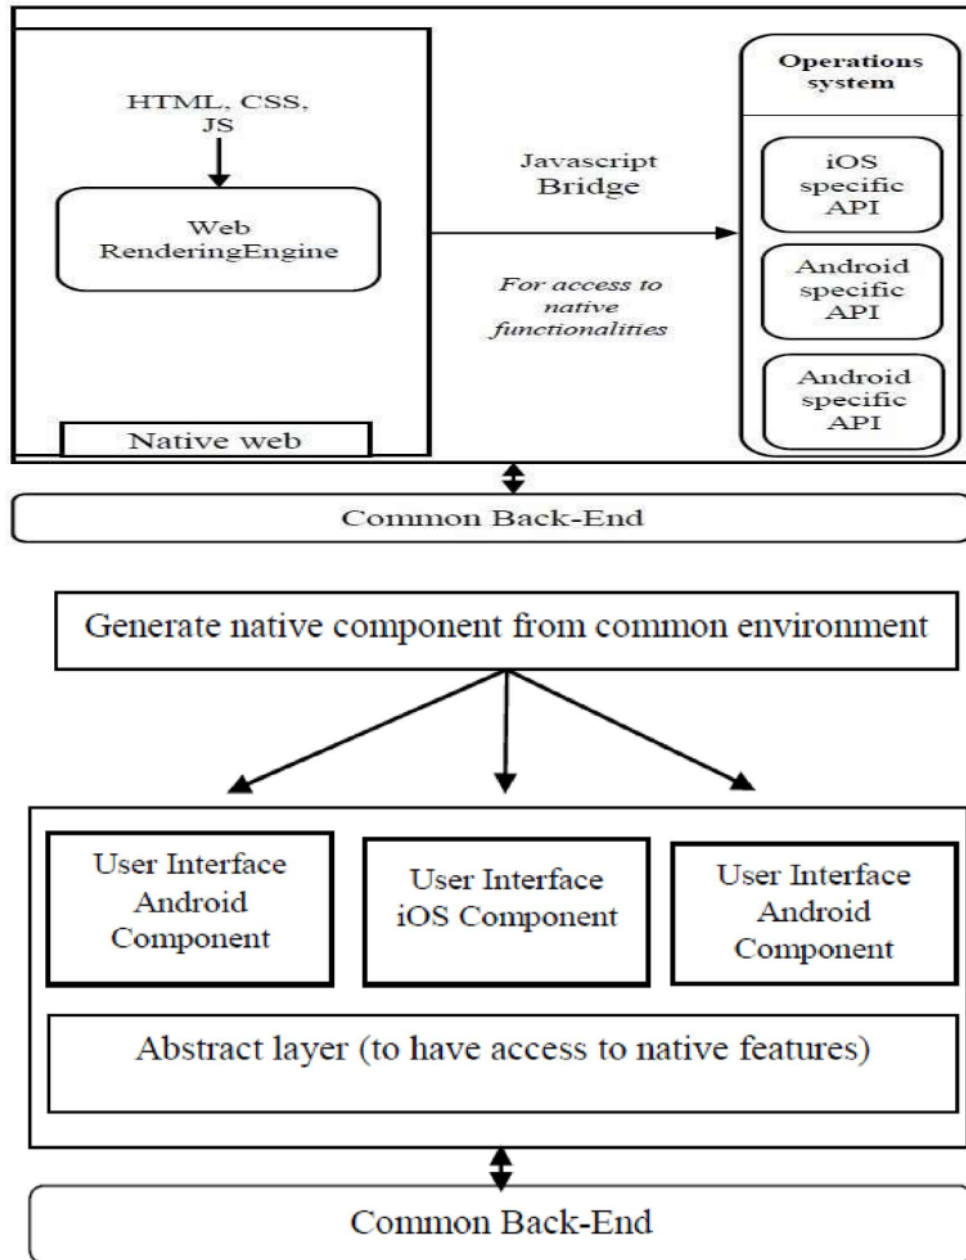 HTML, CSS,
JS
Web
RenderingEngine
Native web
Javascript
Bridge
For access to
native
functionalities
Operations
system
iOS
specific
API
Android
specific
API
Android
specific
API
Common Back-End
Generate native component from common environment
User Interface
Android
Component
User Interface
iOS Component
User Interface
Android
Component
Abstract layer (to have access to native features)
Common Back-End